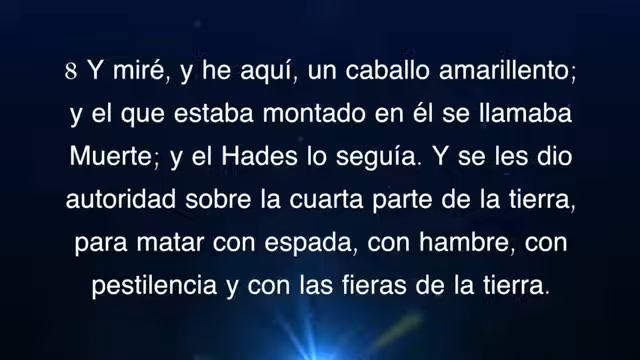 8 Y miré, y he aquí, un caballo amarillento;
y el que estaba montado en él se llamaba
Muerte; y el Hades lo seguía. Y se les dio
autoridad sobre la cuarta parte de la tierra,
para matar con espada, con hambre, con
pestilencia y con las fieras de la tierra.